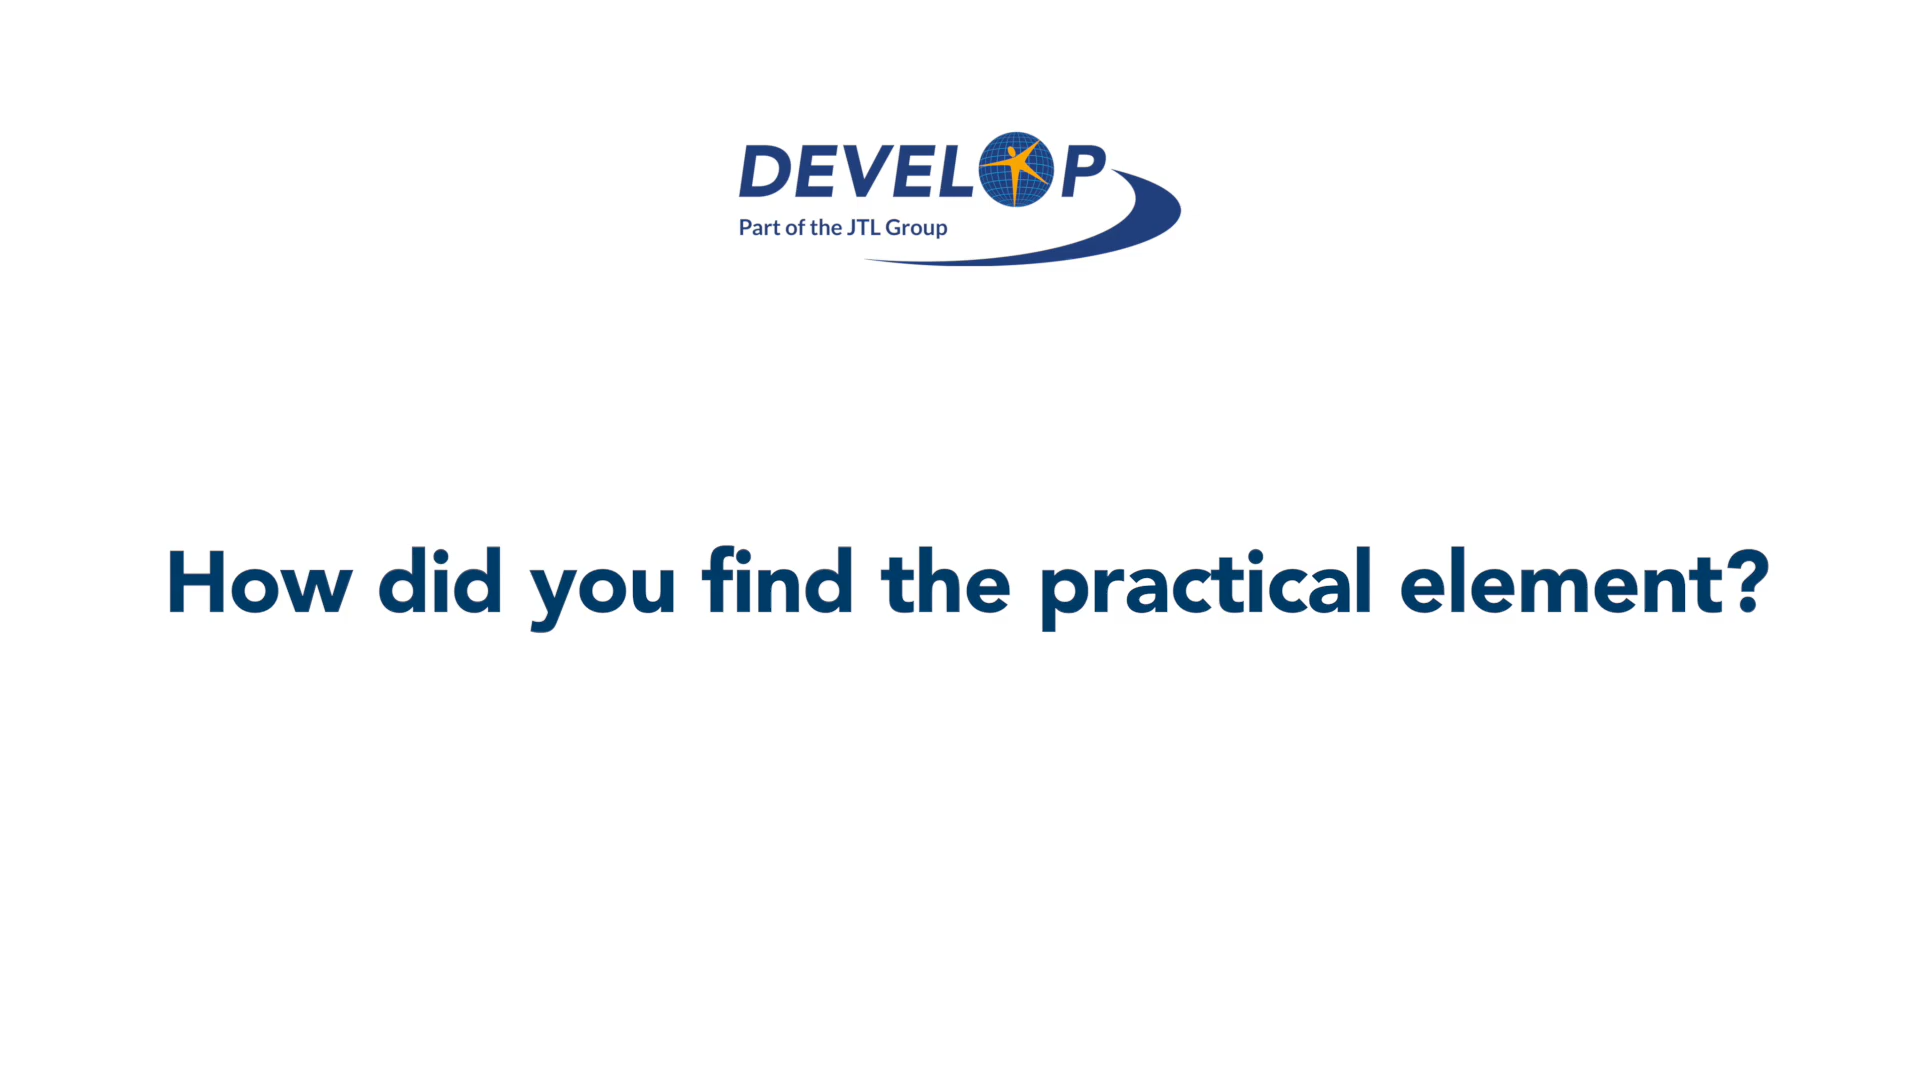 DEVELOP
Part of the JTL Group
How did you find the practical element?